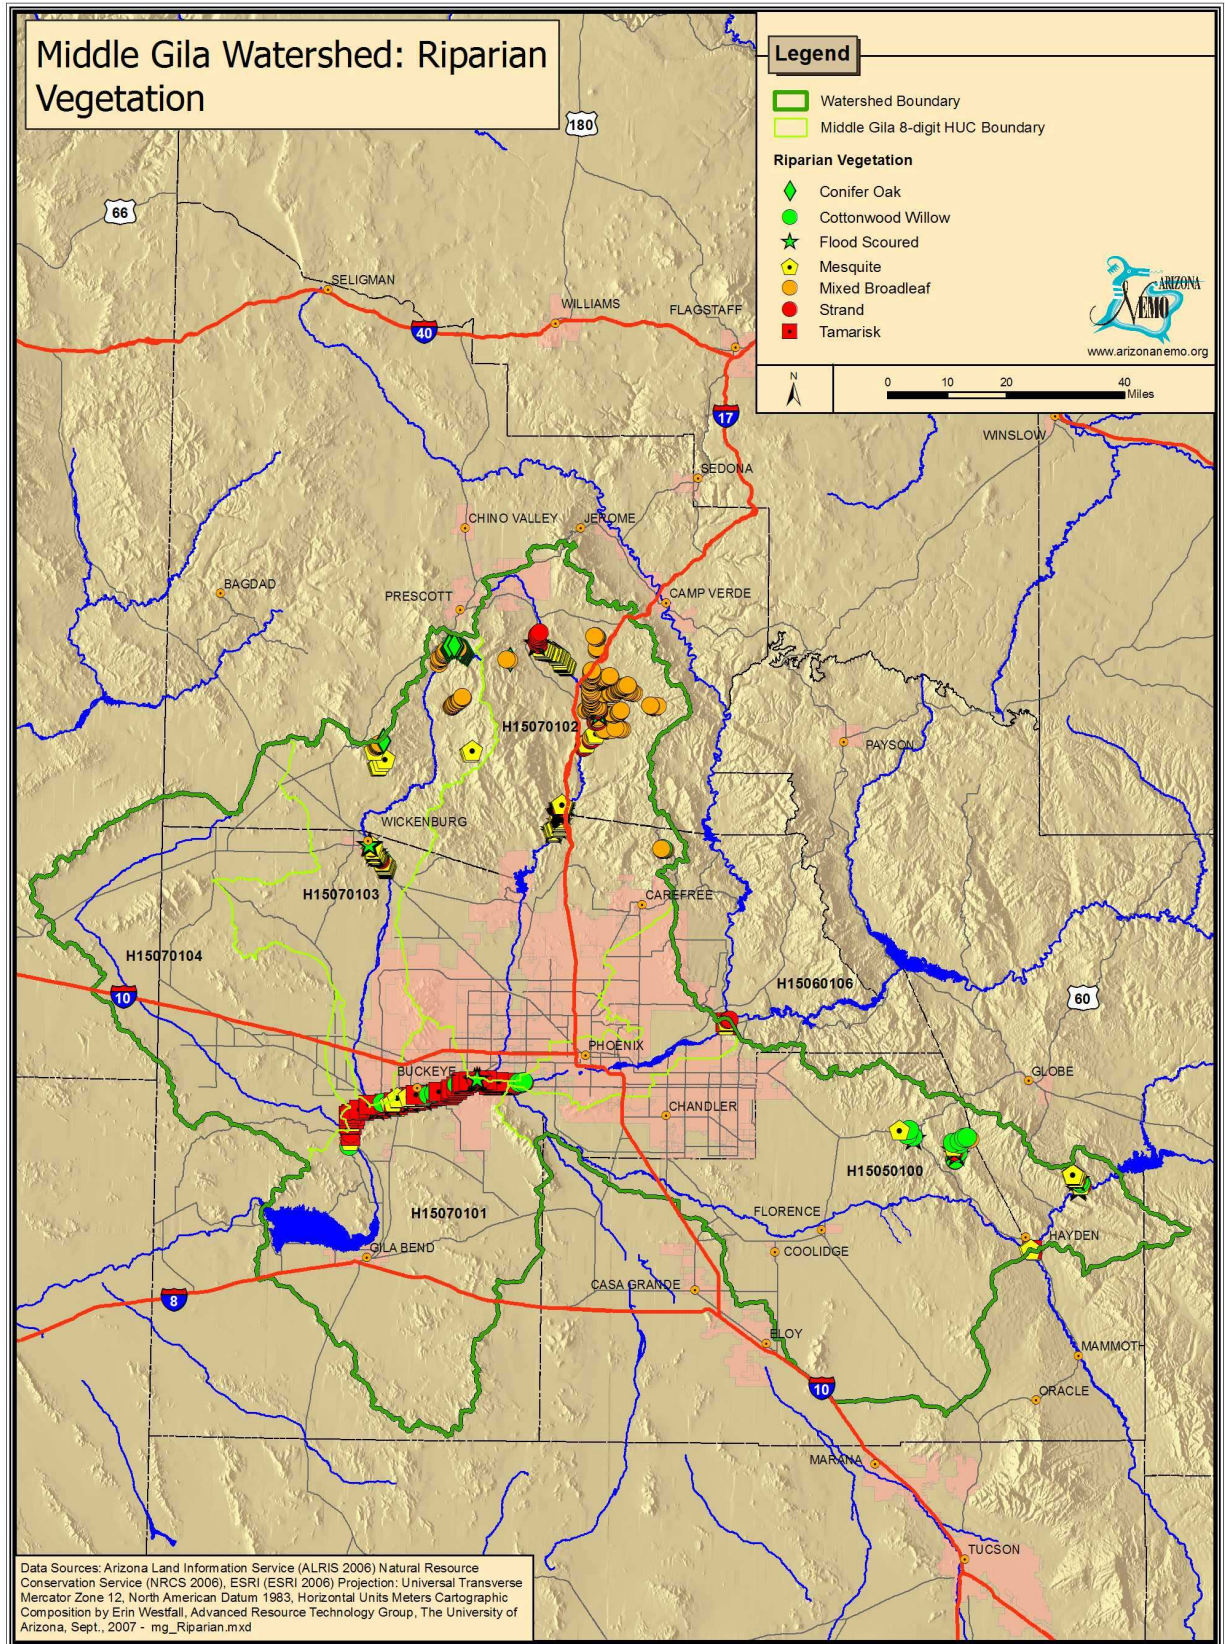 Middle Gila Watershed: Riparian
Vegetation
Legend
Watershed Boundary
Middle Gila 8-digit HUC Boundary
Riparian Vegetation
Conifer Oak
Cottonwood Willow
Flood Scoured
Mesquite
Mixed Broadleaf
Strand
Tamarisk
ARIZONA
NEMO
www.arizonanemo.org
N
0 10 20 40
Miles
180
66
SELIGMAN
WILLIAMS
FLAGSTAFF
40
17
WINSLOW
SEDONA
CHINO VALLEY
JEROME
BAGDAD
PRESCOTT
CAMP VERDE
H15070102
PAYSON
WICKENBURG
H15070103
CAREFREE
H15070104
H15060106
10
60
PHOENIX
BUCKEYE
GLOBE
CHANDLER
H15050100
H15070101
FLORENCE
HAYDEN
GILA BEND
COOLIDGE
CASA GRANDE
8
ELOY
MAMMOTH
10
ORACLE
MARANA
TUCSON
Data Sources: Arizona Land Information Service (ALRIS 2006) Natural Resource
Conservation Service (NRCS 2006), ESRI (ESRI 2006) Projection: Universal Transverse
Mercator Zone 12, North American Datum 1983, Horizontal Units Meters Cartographic
Composition by Erin Westfall, Advanced Resource Technology Group, The University of
Arizona, Sept., 2007 - mg_Riparian.mxd